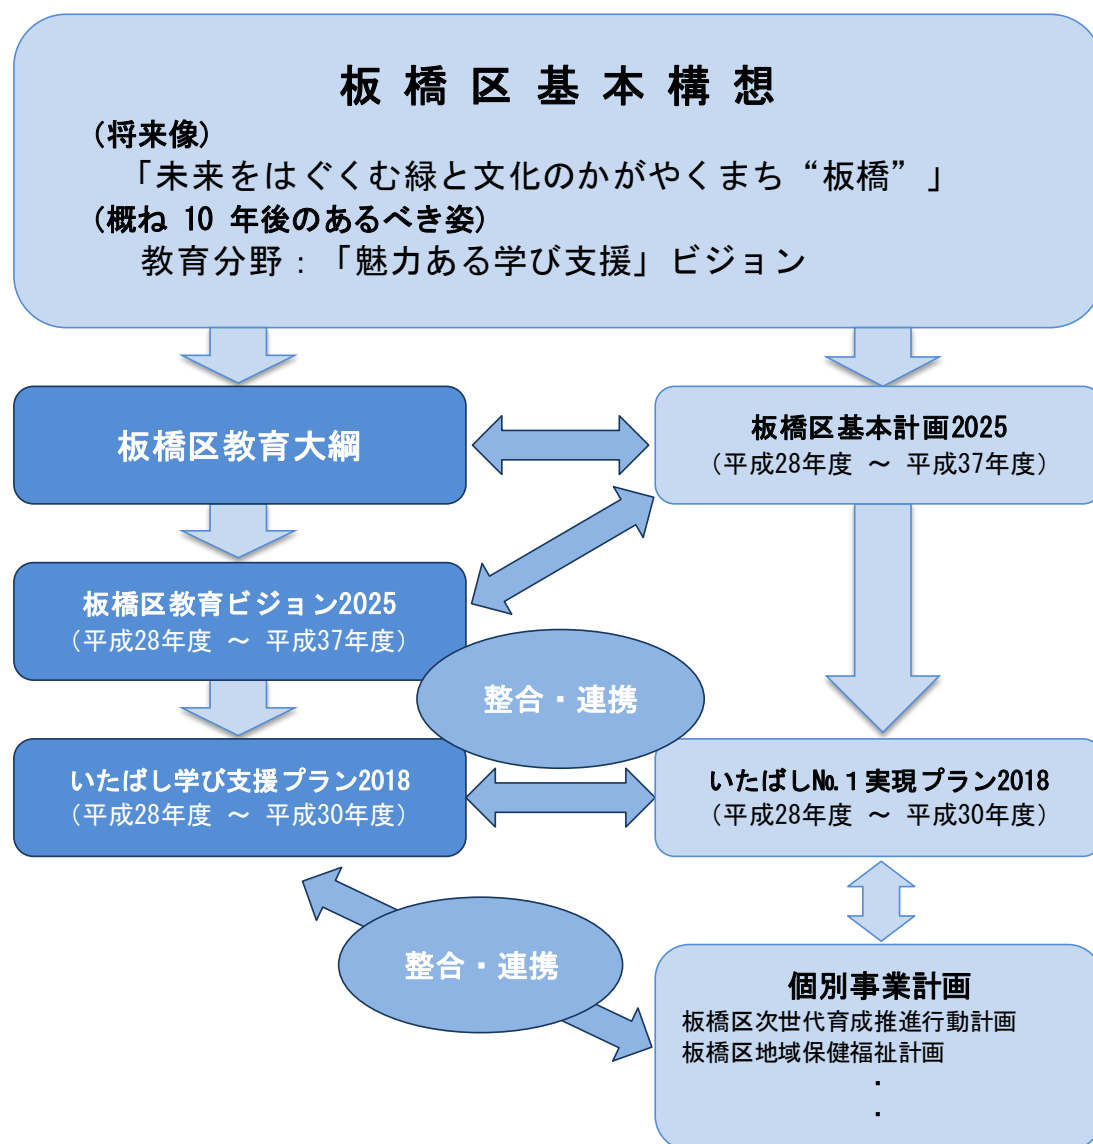 板橋区基本構想
(将来像)
「未来をはぐくむ緑と文化のかがやくまち“板橋”」
(概ね 10 年後のあるべき姿)
教育分野：「魅力ある学び支援」ビジョン
板橋区教育大綱
板橋区基本計画2025
（平成28年度 ～ 平成37年度）
板橋区教育ビジョン2025
（平成28年度 ～ 平成37年度）
整合・連携
いたばし学び支援プラン2018
（平成28年度 ～ 平成30年度）
いたばし№１実現プラン2018
（平成28年度 ～ 平成30年度）
整合・連携
個別事業計画
板橋区次世代育成推進行動計画
板橋区地域保健福祉計画
・
・